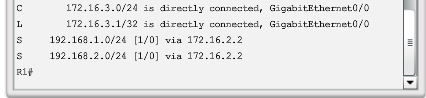 C 172.16.3.0/24 is directly connected, GigabitEthernet0/0
L 172.16.3.1/32 is directly connected, GigabitEthernet0/0
S 192.168.1.0/24 [1/0] via 172.16.2.2
S 192.168.2.0/24 [1/0] via 172.16.2.2
R1#